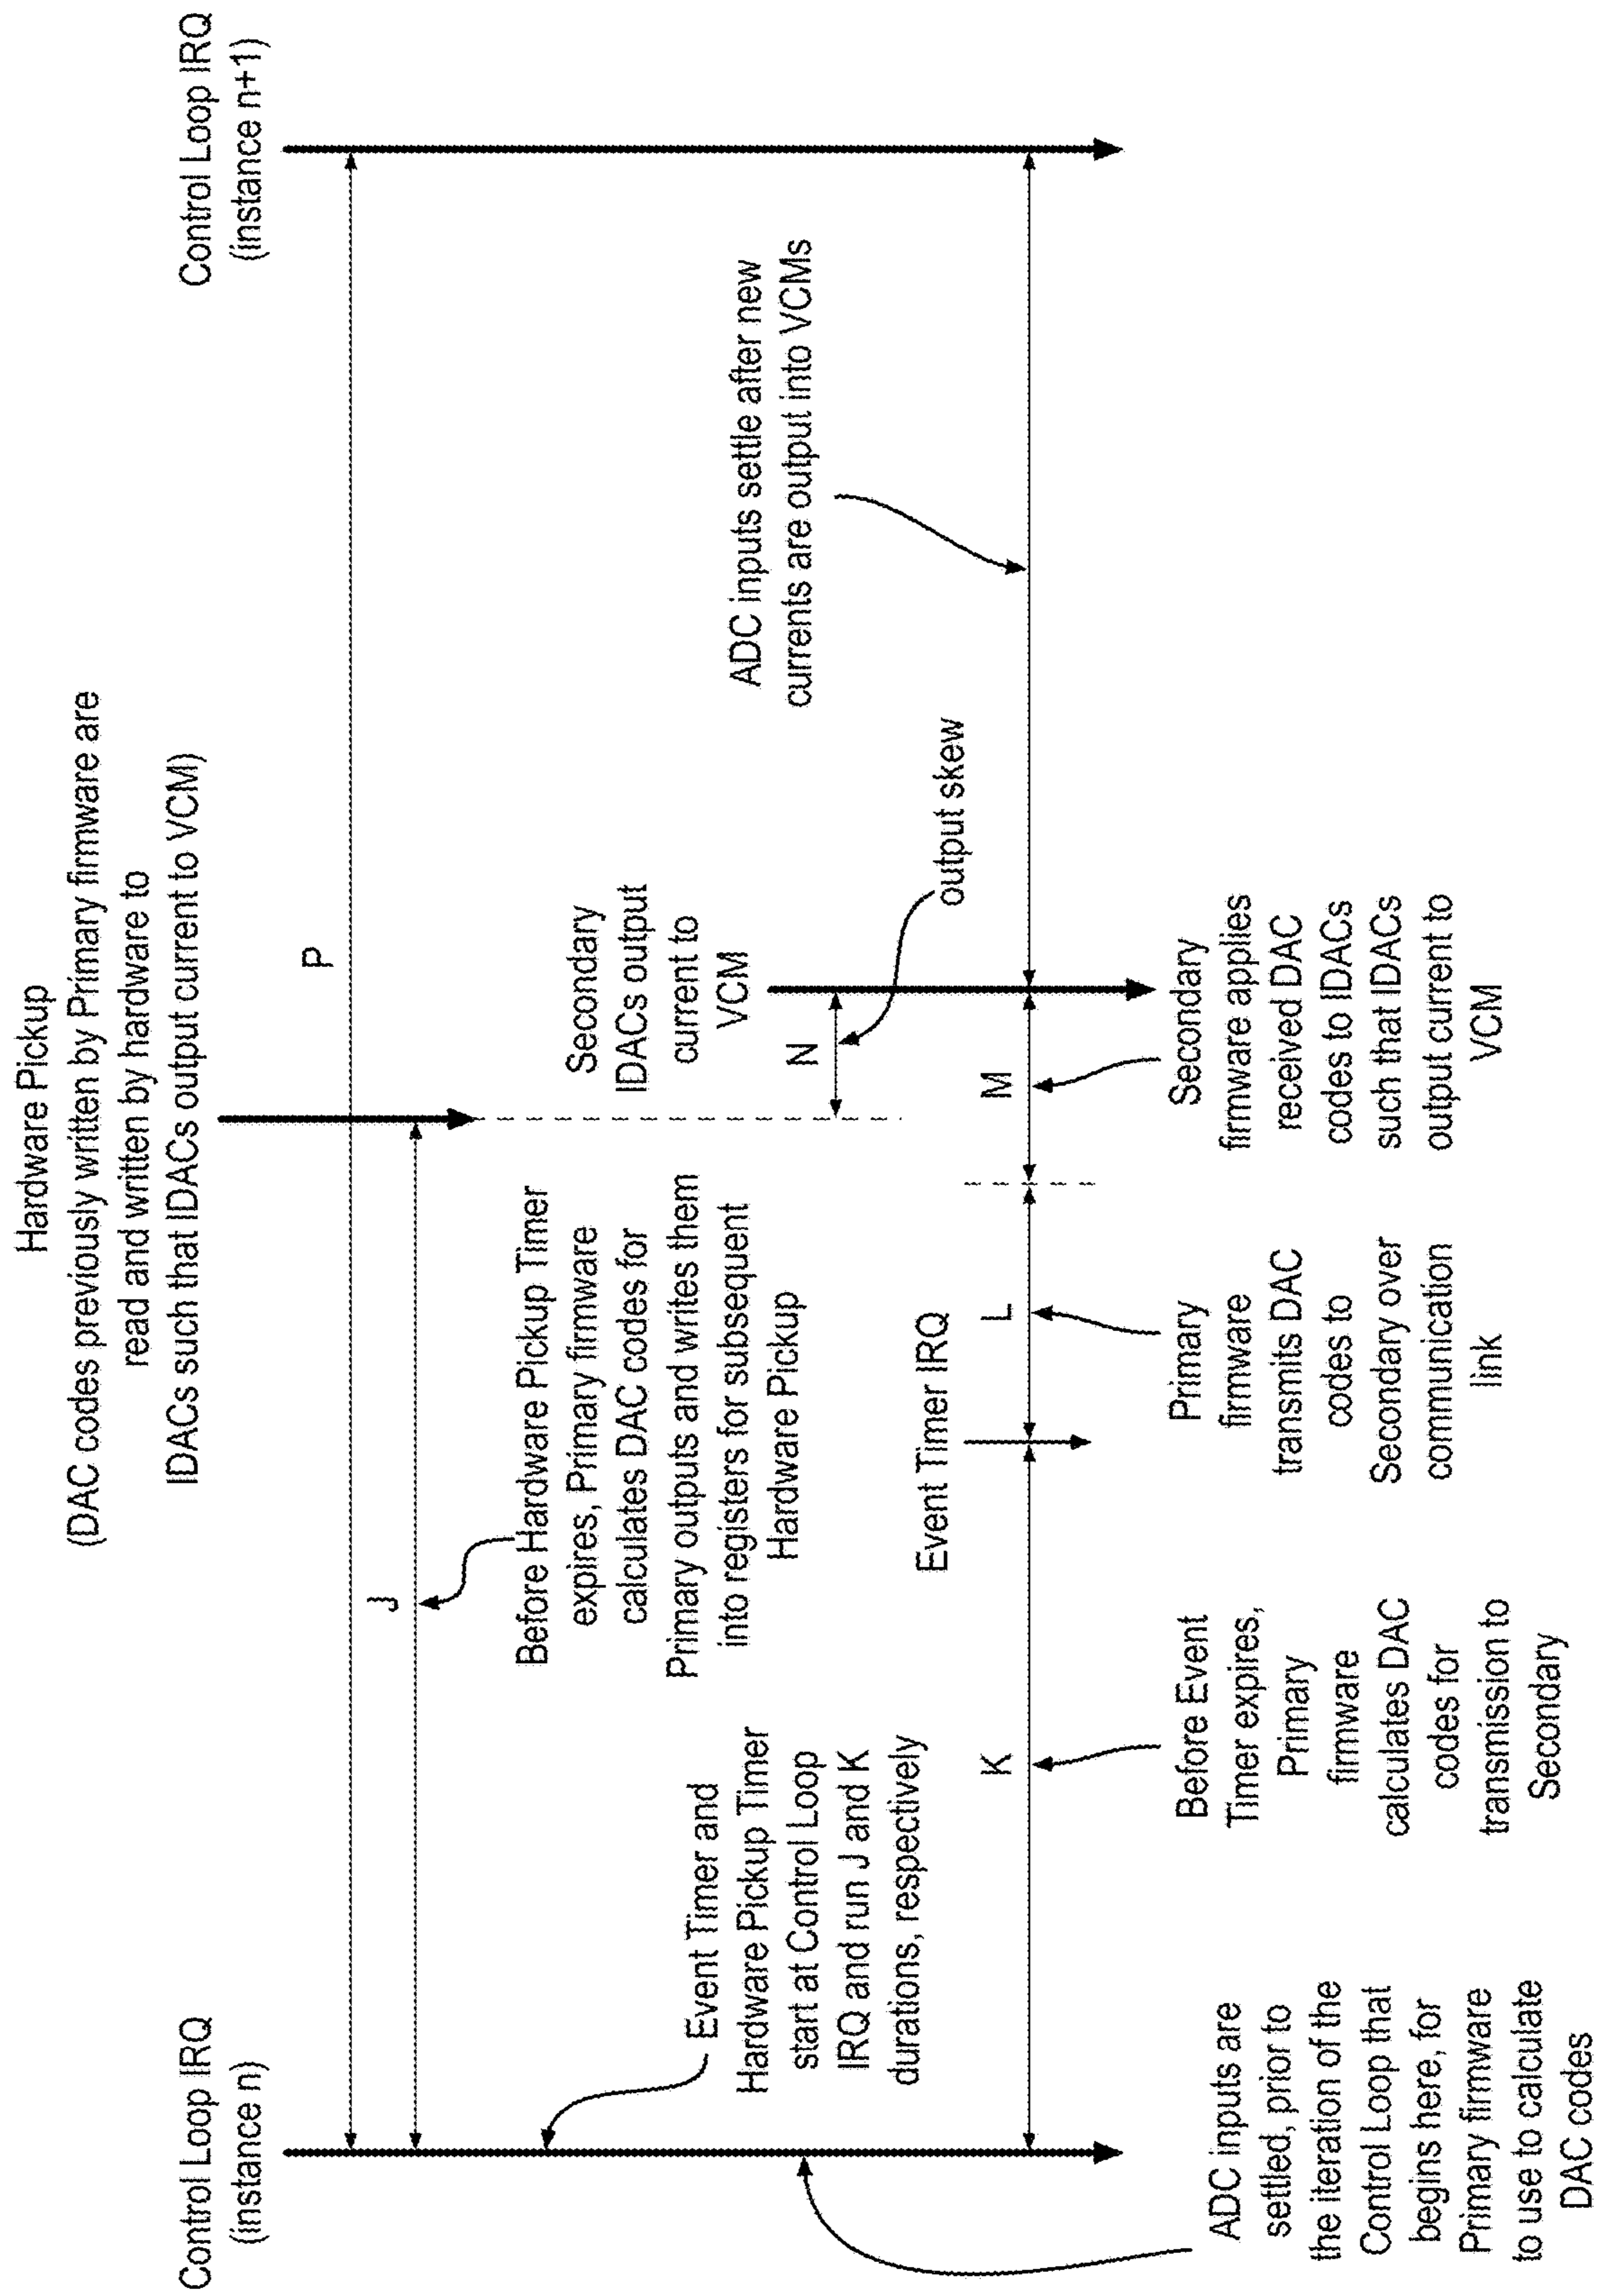 Hardware Pickup
(DAC codes previously written by Primary firmware are
read and written by hardware to
IDACs such that IDACs output current to VCM)
Control Loop IRQ
(instance n)
Control Loop IRQ
(instance n+1)
P
J
Before Hardware Pickup Timer
expires, Primary firmware
calculates DAC codes for
Primary outputs and writes them
into registers for subsequent
Hardware Pickup
Secondary
IDACs output
current to
VCM
Event Timer and
Hardware Pickup Timer
start at Control Loop
IRQ and run J and K
durations, respectively
ADC inputs settle after new
currents are output into VCMs
N
output skew
Event Timer IRQ
K
L
M
ADC inputs are
settled, prior to
the iteration of the
Control Loop that
begins here, for
Primary firmware
to use to calculate
DAC codes
Before Event
Timer expires,
Primary
firmware
calculates DAC
codes for
transmission to
Secondary
Primary
firmware
transmits DAC
codes to
Secondary over
communication
link
Secondary
firmware applies
received DAC
codes to IDACs
such that IDACs
output current to
VCM